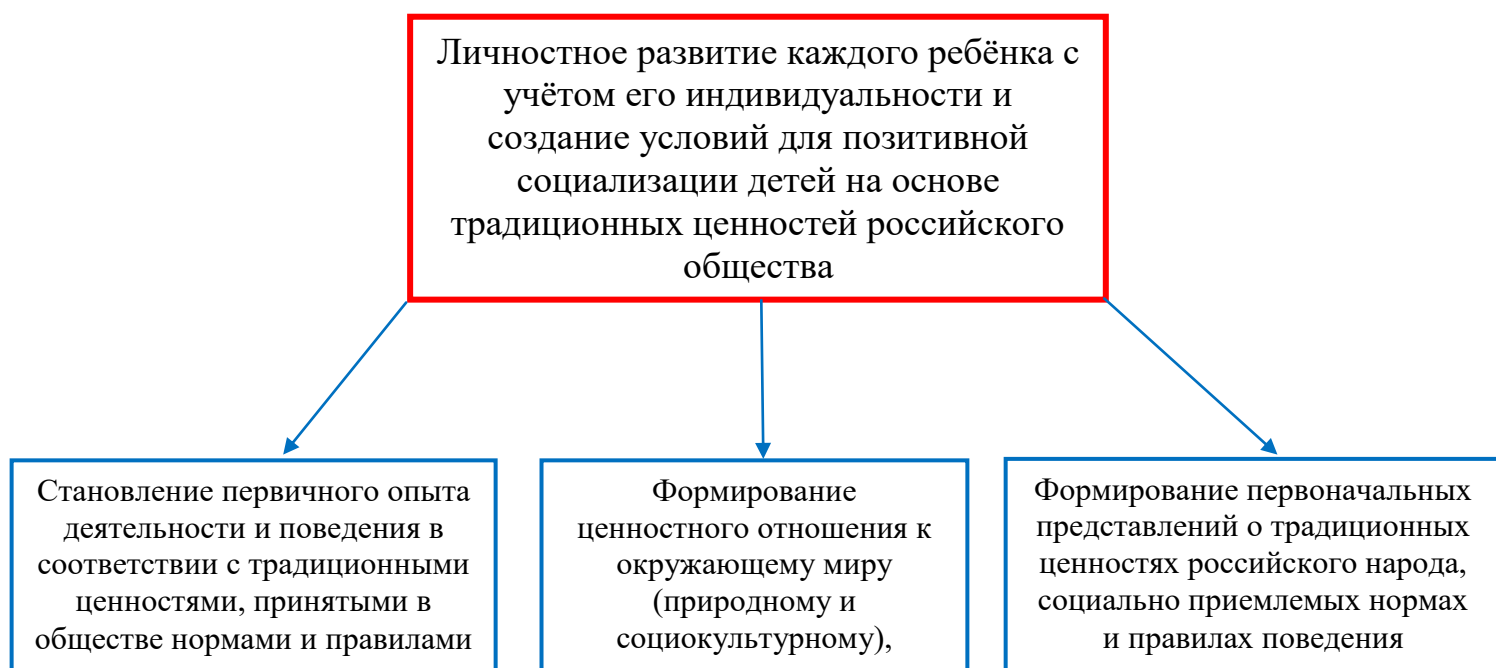 Личностное развитие каждого ребёнка с
учётом его индивидуальности и
создание условий для позитивной
социализации детей на основе
традиционных ценностей российского
общества
Становление первичного опыта
деятельности и поведения в
соответствии с традиционными
ценностями, принятыми в
обществе нормами и правилами
Формирование
ценностного отношения к
окружающему миру
(природному и
социокультурному),
Формирование первоначальных
представлений о традиционных
ценностях российского народа,
социально приемлемых нормах
и правилах поведения